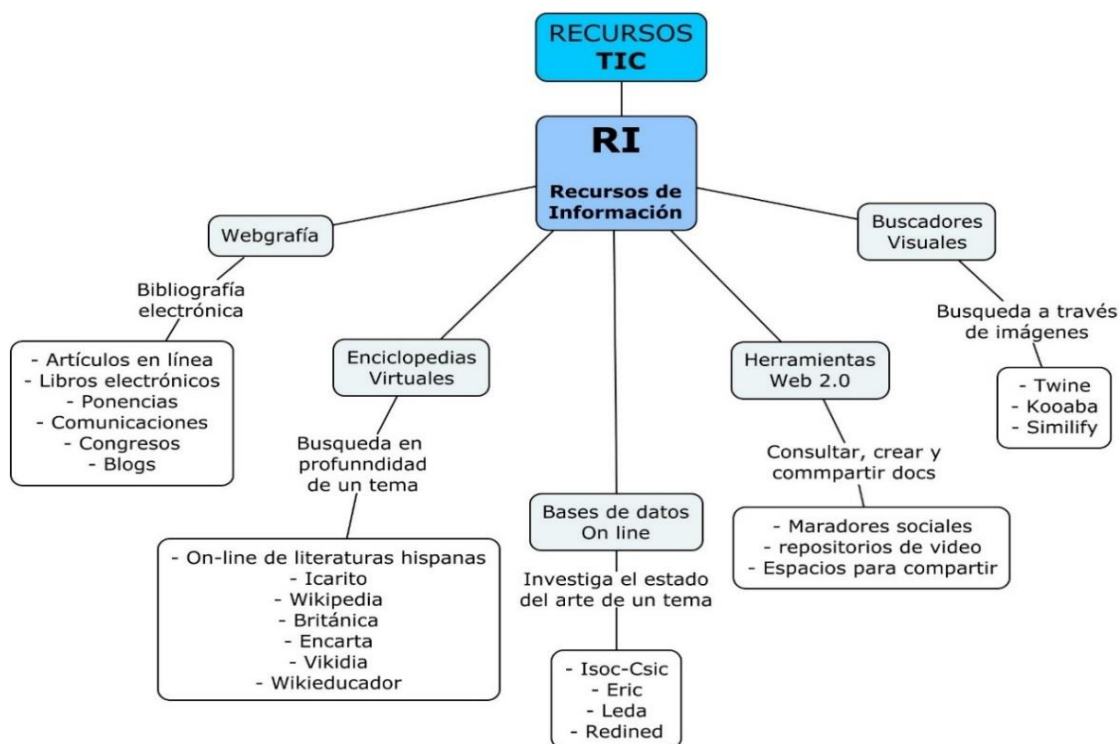 RECURSOS
TIC
RI
Recursos de
Información
Webgrafía
Bibliografía
electrónica
- Artículos en línea
- Libros electrónicos
- Ponencias
- Comunicaciones
- Congresos
- Blogs
Enciclopedias
Virtuales
Busqueda en
profunndidad
de un tema
- On-line de literaturas hispanas
- Icarito
- Wikipedia
- Británica
- Encarta
- Vikidia
- Wikieducador
Bases de datos
On line
Investiga el estado
del arte de un tema
- Isoc-Csic
- Eric
- Leda
- Redined
Herramientas
Web 2.0
Consultar, crear y
commpartir docs
- Maradores sociales
- repositorios de video
- Espacios para compartir
Buscadores
Visuales
Busqueda a través
de imágenes
- Twine
- Kooaba
- Similify